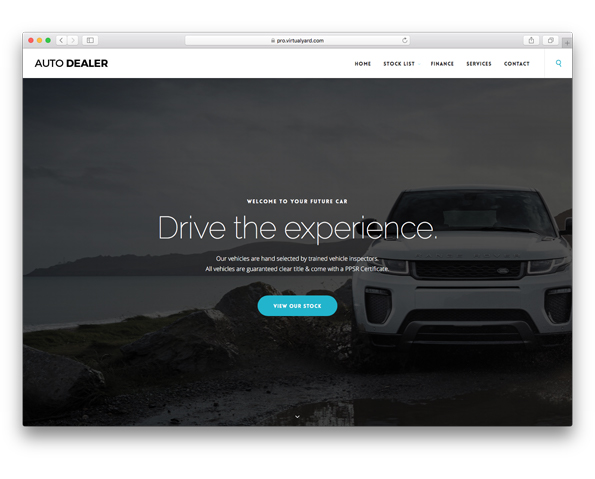 pro.virtualyard.com
AUTO DEALER
HOME STOCK LIST FINANCE SERVICES CONTACT
WELCOME TO YOUR FUTURE CAR
Drive the experience.
Our vehicles are hand selected by trained vehicle inspectors.
All vehicles are guaranteed clear title & come with a PPSR Certificate.
VIEW OUR STOCK